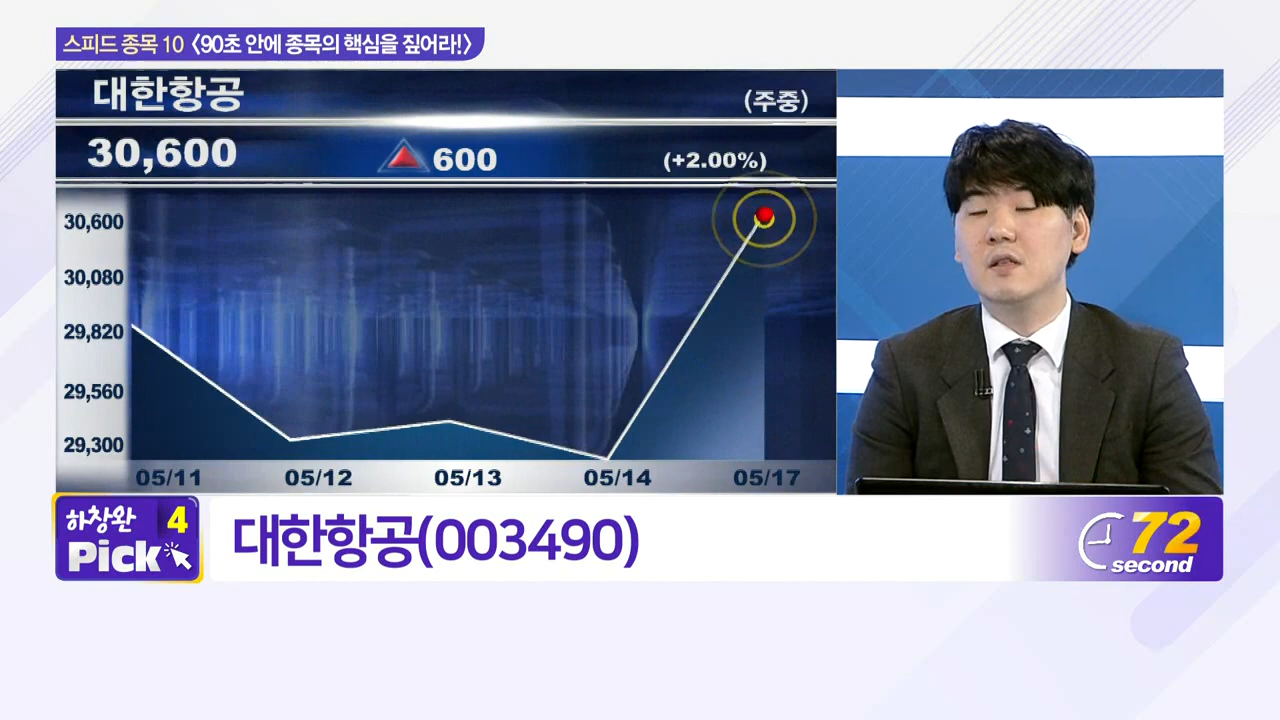 스피드 종목 10 〈90초 안에 종목의 핵심을 짚어라!〉
대한항공
(주중)
30,600
600
(+2.00%)
30,600
30,080
29,820
29,560
29,300
05/11
05/12
05/13
05/14
05/17
하창완 4
Pick
대한항공(003490)
72
second